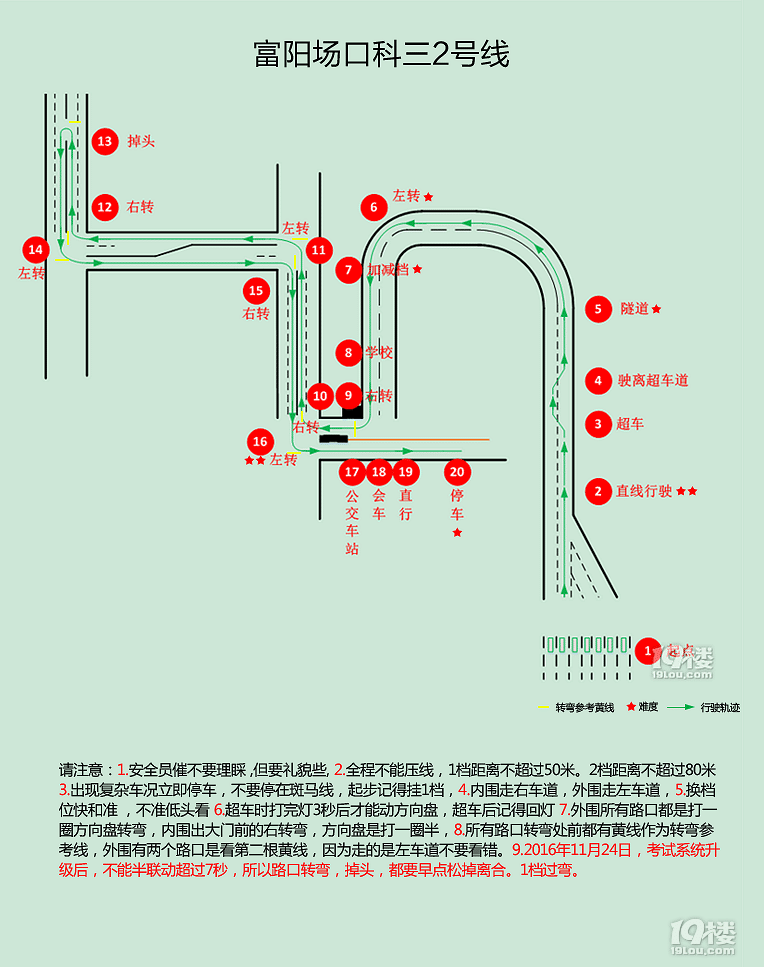 富阳场口科三2号线
13 掉头
12 右转
14
左转
左转
11
15
右转
6 左转
7 加减档
8 学校
10
9 右转
右转
16
左转
17 公交车站
18 会车
19 直行
20 停车
5 隧道
4 驶离超车道
3 超车
2 直线行驶
1 起点
19楼
19lou.com
转弯参考黄线 难度 行驶轨迹
请注意：1.安全员催不要理睬,但要礼貌些, 2.全程不能压线，1档距离不超过50米。2档距离不超过80米
3.出现复杂车况立即停车，不要停在斑马线，起步记得挂1档，4.内围走右车道，外围走左车道，5.换档
位快和准 ，不准低头看 6.超车时打完灯3秒后才能动方向盘，超车后记得回灯 7.外围所有路口都是打一
圈方向盘转弯，内围出大门前的右转弯，方向盘是打一圈半，8.所有路口转弯处前都有黄线作为转弯参
考线，外围有两个路口是看第二根黄线，因为走的是左车道不要看错。9.2016年11月24日，考试系统升
级后，不能半联动超过7秒，所以路口转弯，掉头，都要早点松掉离合。1档过弯。
19楼
19lou.com